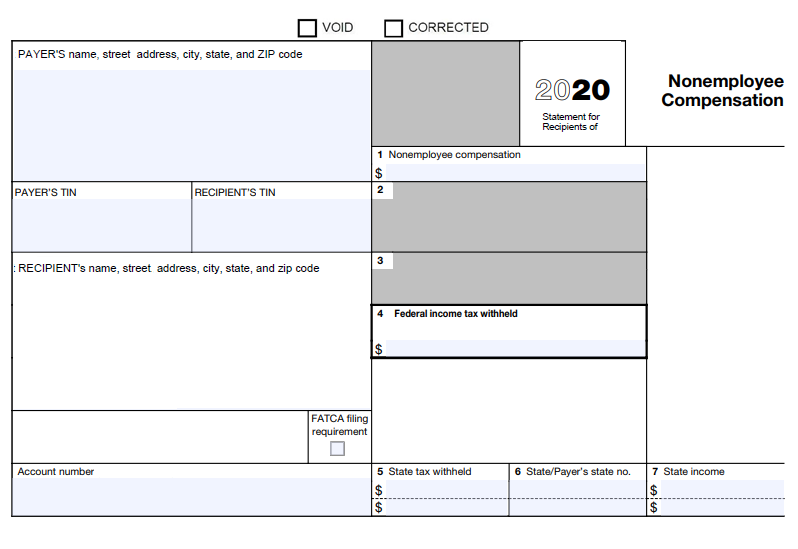 VOID CORRECTED
PAYER'S name, street address, city, state, and ZIP code
2020
Statement for
Recipients of
Nonemployee
Compensation
1 Nonemployee compensation
$
PAYER'S TIN
RECIPIENT'S TIN
2
3
: RECIPIENT's name, street address, city, state, and zip code
4 Federal income tax withheld
$
FATCA filing
requirement
Account number
5 State tax withheld
$
$
6 State/Payer's state no.
7 State income
$
$